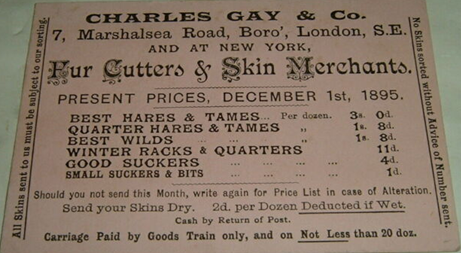 CHARLES GAY & Co.
7, Marshalsea Road, Boro', London, S.E.
AND AT NEW YORK,
Fur Cutters & Skin Merchants.
PRESENT PRICES, DECEMBER 1st, 1895.
BEST HARES & TAMES... Per dozen. 3s. 0d.
QUARTER HARES & TAMES „ 1s. 8d.
BEST WILDS ... ... „ 1s. 8d.
WINTER RACKS & QUARTERS 11d.
GOOD SUCKERS ... ... ... ... 4d.
SMALL SUCKERS & BITS ... ... ... 1d.
Should you not send this Month, write again for Price List in case of Alteration.
Send your Skins Dry. 2d. per Dozen Deducted if Wet.
Cash by Return of Post.
Carriage Paid by Goods Train only, and on Not Less than 20 doz.
All Skins sent to us must be subject to our sorting.
No Skins sorted without Advice of Number sent.